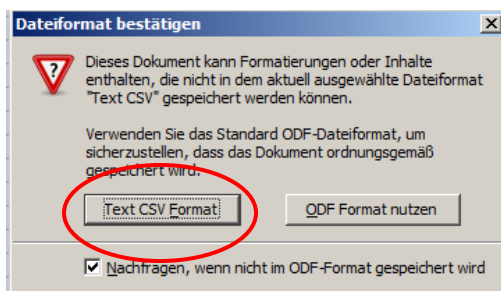 Dateiformat bestätigen
Dieses Dokument kann Formatierungen oder Inhalte
enthalten, die nicht in dem aktuell ausgewählte Dateiformat
"Text CSV" gespeichert werden können.
Verwenden Sie das Standard ODF-Dateiformat, um
sicherzustellen, dass das Dokument ordnungsgemäß
gespeichert wird.
Text CSV Format
ODF Format nutzen
Nachfragen, wenn nicht im ODF-Format gespeichert wird